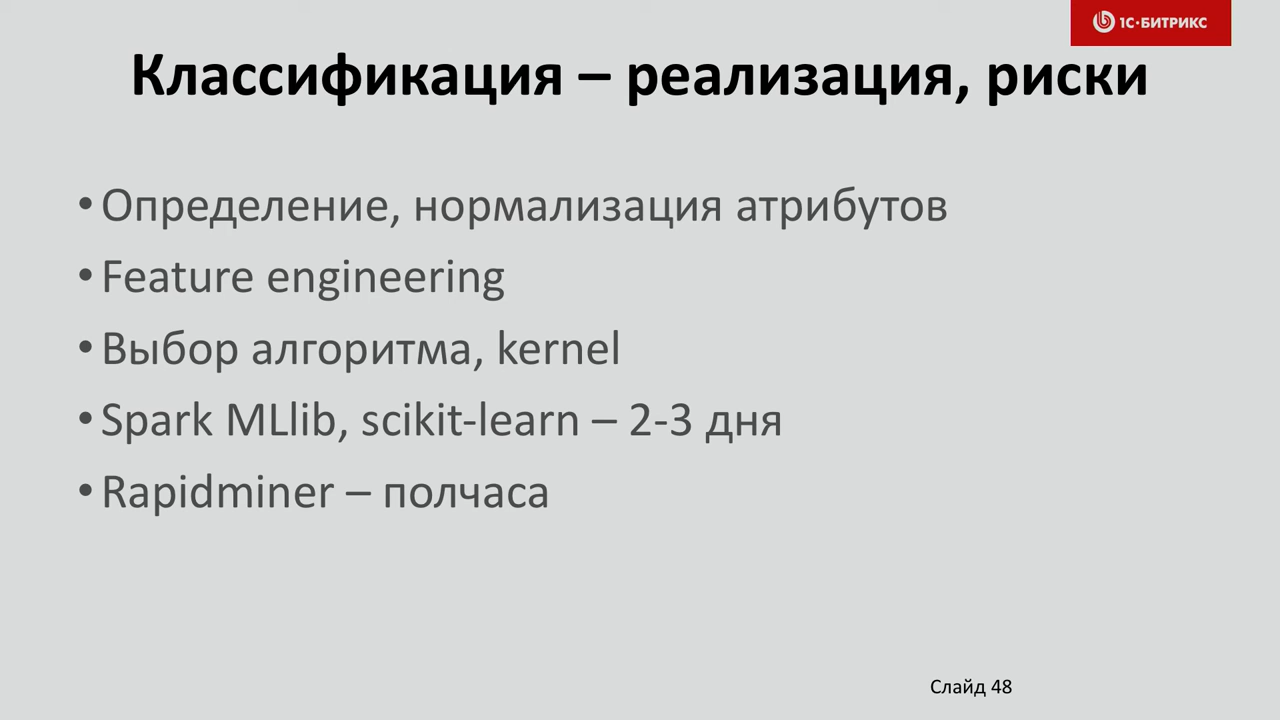 1С-БИТРИКС
Классификация – реализация, риски
• Определение, нормализация атрибутов
• Feature engineering
• Выбор алгоритма, kernel
• Spark MLlib, scikit-learn – 2-3 дня
• Rapidminer – полчаса
Слайд 48